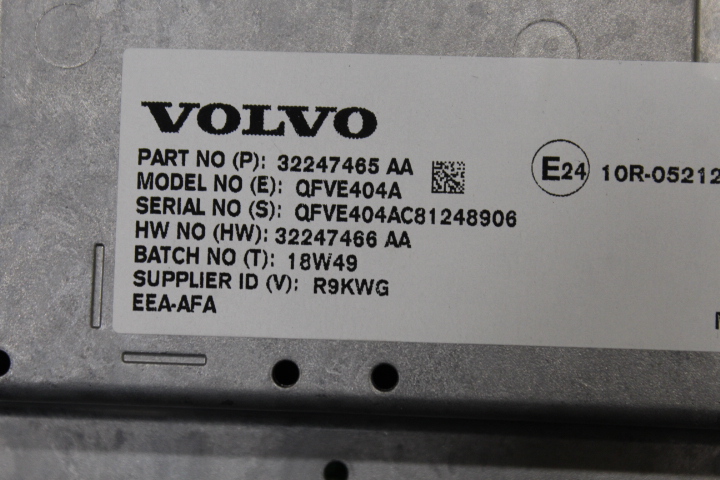 VOLVO
PART NO (P): 32247465 AA
MODEL NO (E): QFVE404A
SERIAL NO (S): QFVE404AC81248906
HW NO (HW): 32247466 AA
BATCH NO (T): 18W49
SUPPLIER ID (V): R9KWG
EEA-AFA
E24 10R-05212